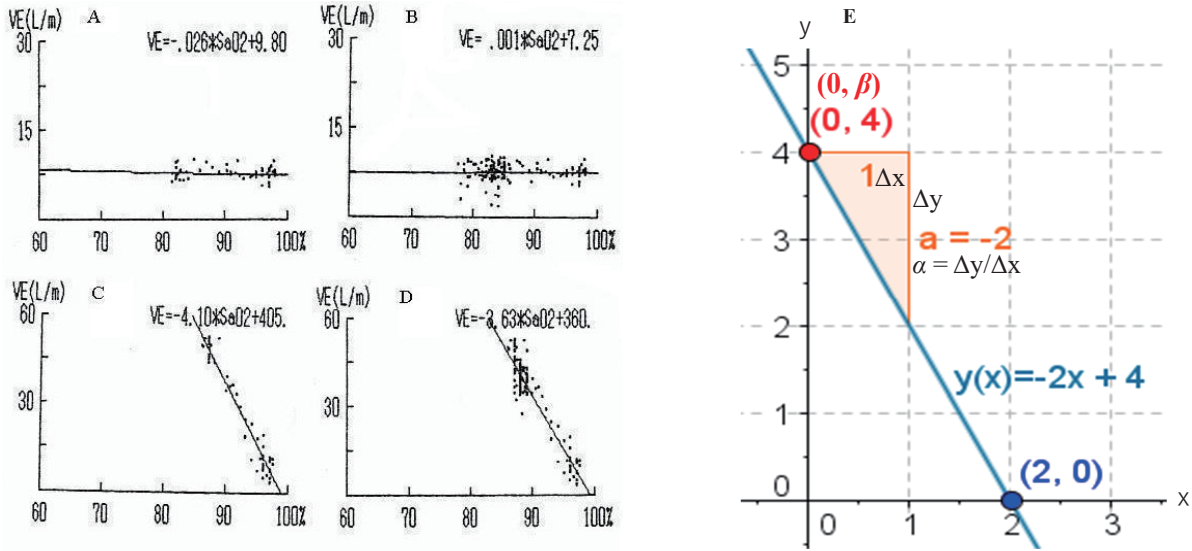 VE(L/m) A
VE=-.026*SaO2+9.80
30
15
60 70 80 90 100%
VE(L/m) B
VE= .001*SaO2+7.25
30
15
60 70 80 90 100%
VE(L/m) C
VE=-4.10*SaO2+405.
60
30
60 70 80 90 100%
VE(L/m) D
VE=-3.63*SaO2+360.
60
30
60 70 80 90 100%
E
y
5
(0, β)
(0, 4)
4
1 Δx
Δy
3
a = -2
α = Δy/Δx
2
y(x)=-2x + 4
1
(2, 0)
0
x
0 1 2 3